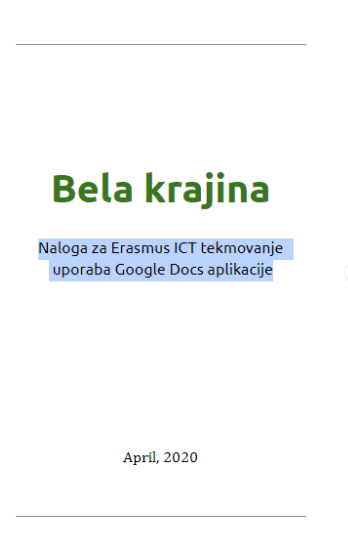 Bela krajina
Naloga za Erasmus ICT tekmovanje
uporaba Google Docs aplikacije
April, 2020